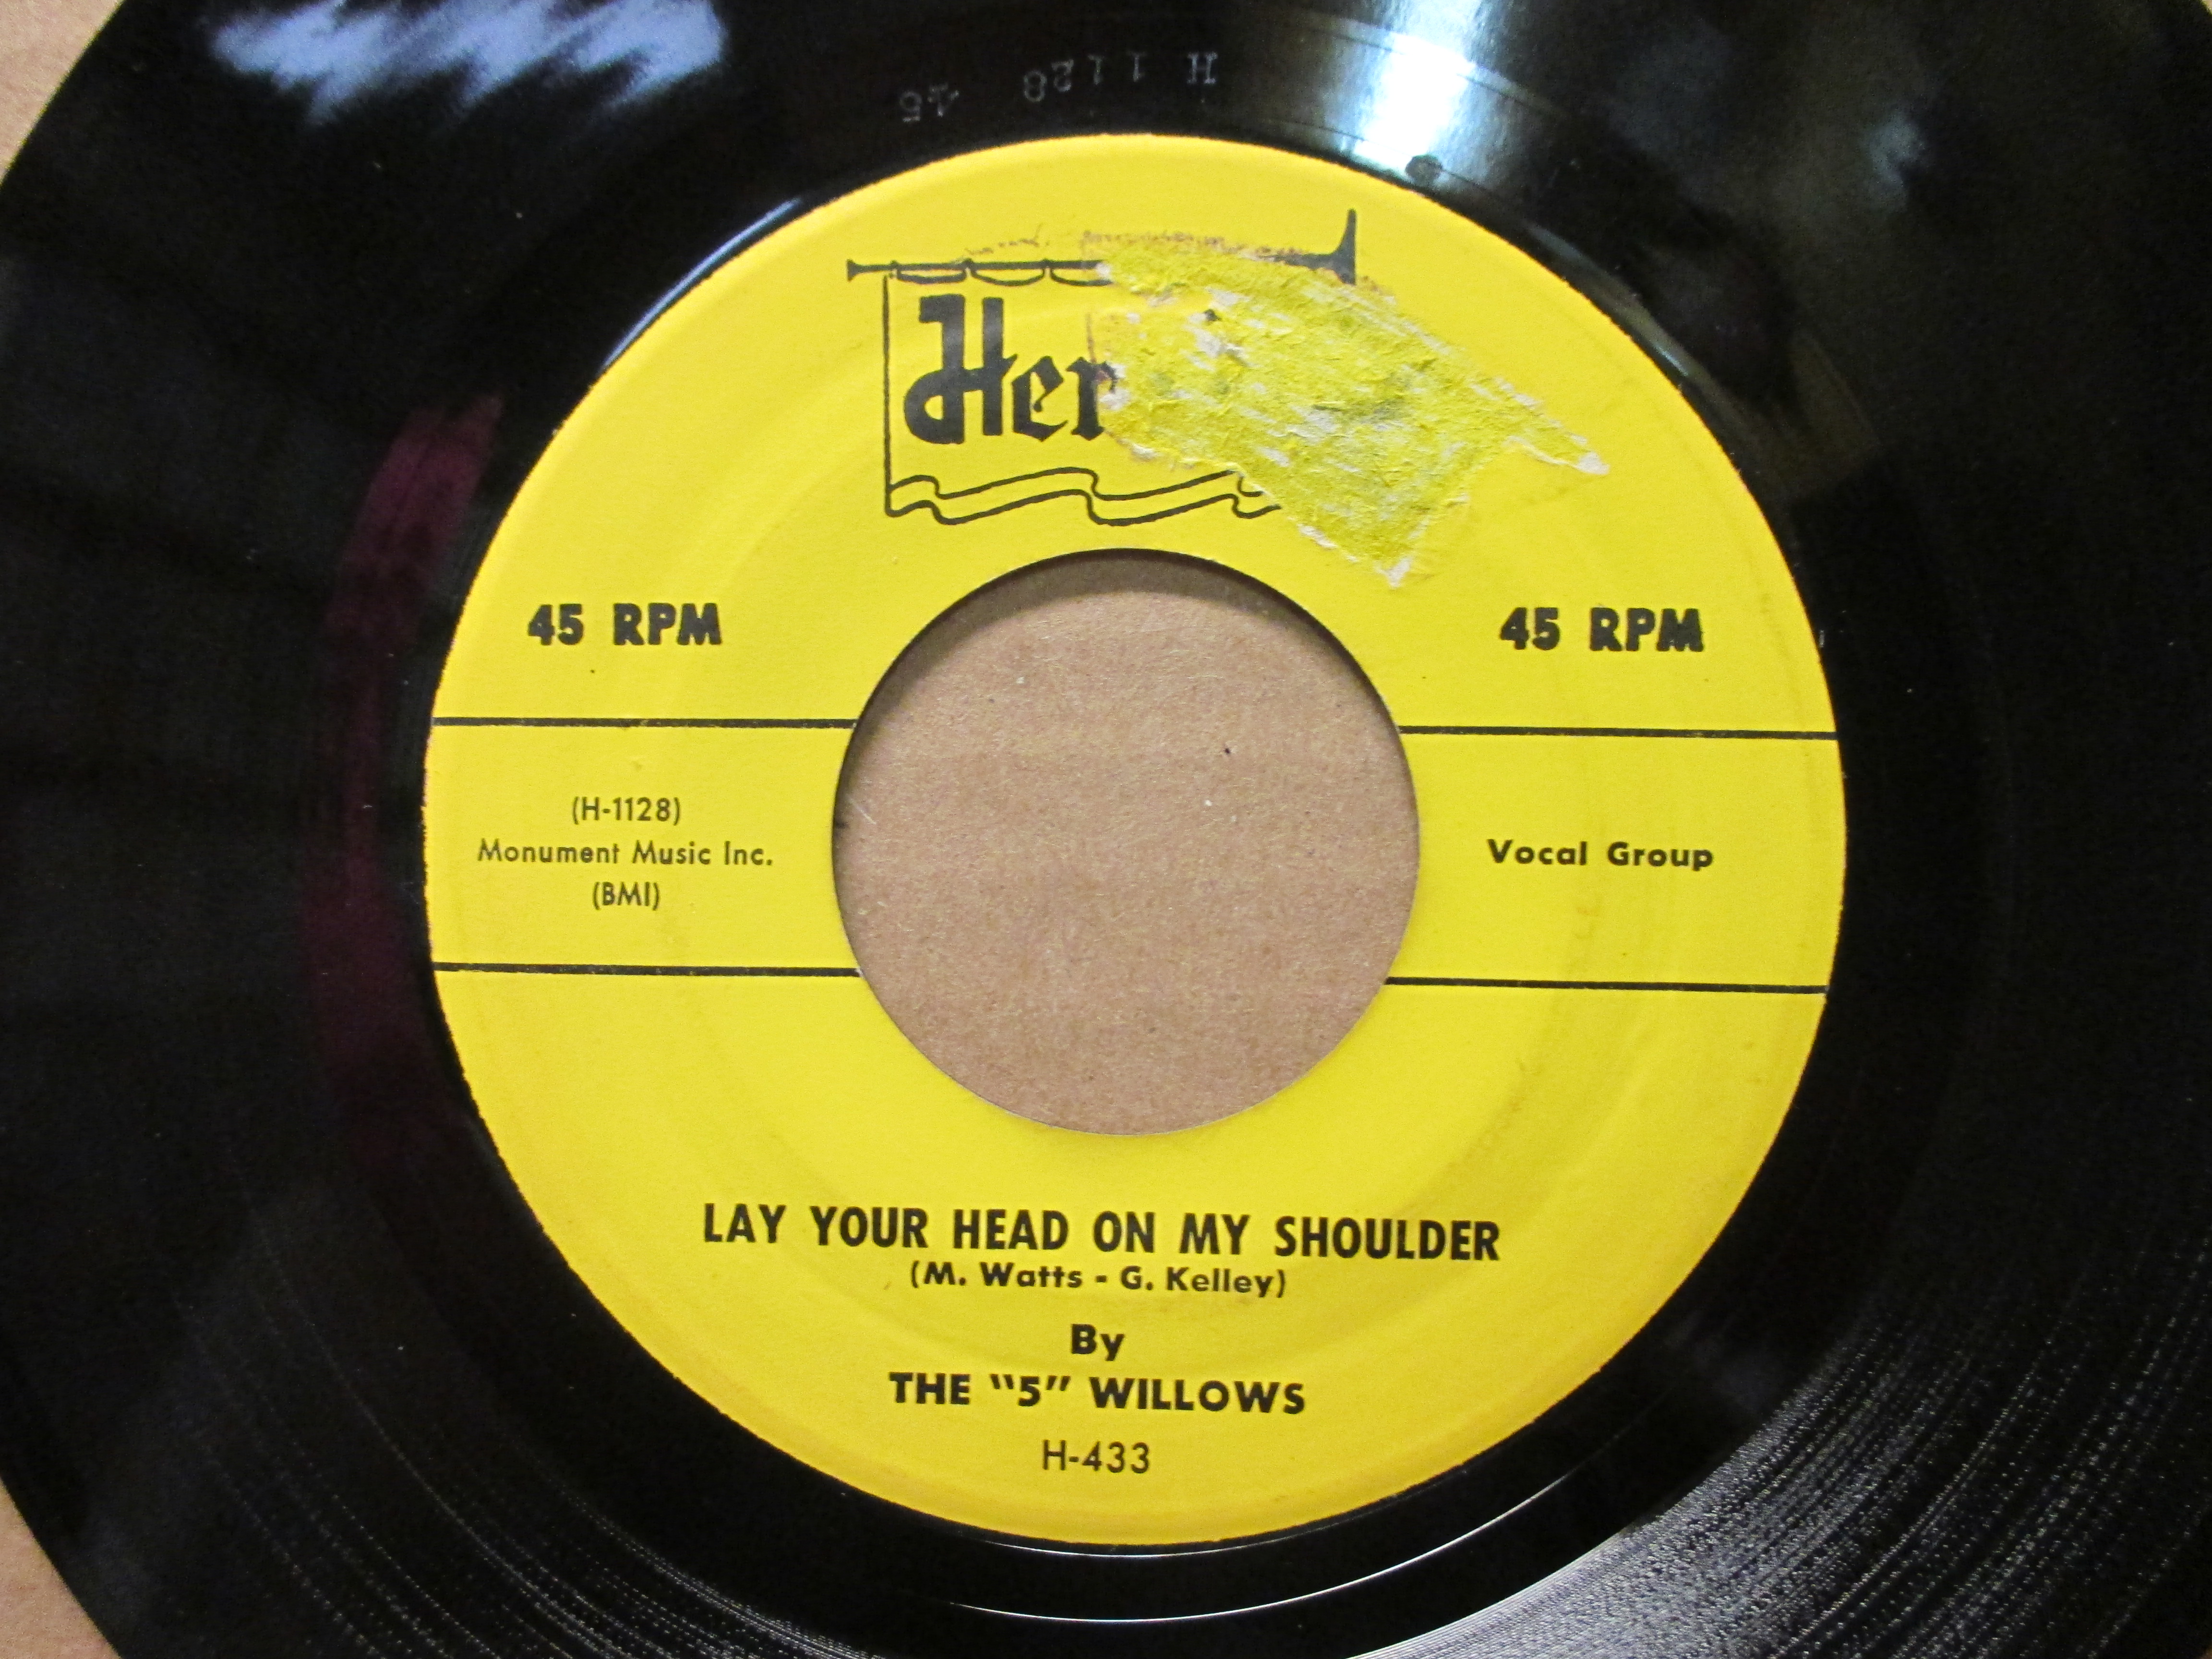 H 1128 45
Her
45 RPM
45 RPM
(H-1128)
Monument Music Inc.
(BMI)
Vocal Group
LAY YOUR HEAD ON MY SHOULDER
(M. Watts - G. Kelley)
By
THE "5" WILLOWS
H-433